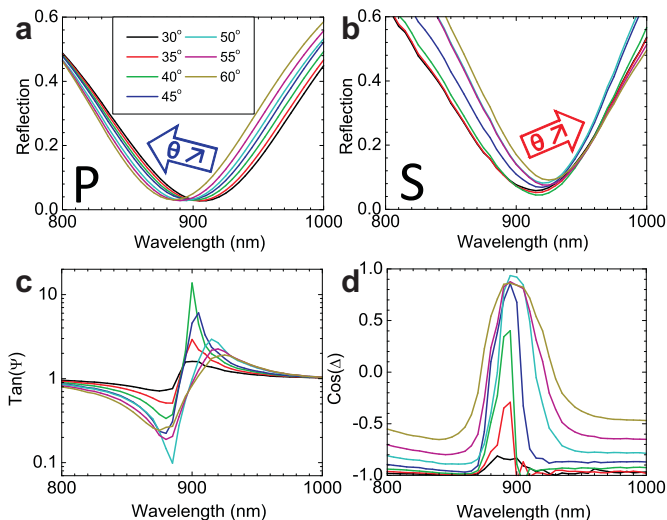 a
0.6
0.4
0.2
0.0
Reflection
30° 50°
35° 55°
40° 60°
45°
θ
P
800 900 1000
Wavelength (nm)
b
0.6
0.4
0.2
0.0
Reflection
θ
S
800 900 1000
Wavelength (nm)
c
10
1
0.1
Tan(Ψ)
800 900 1000
Wavelength (nm)
d
1.0
0.5
0.0
-0.5
-1.0
Cos(Δ)
800 900 1000
Wavelength (nm)